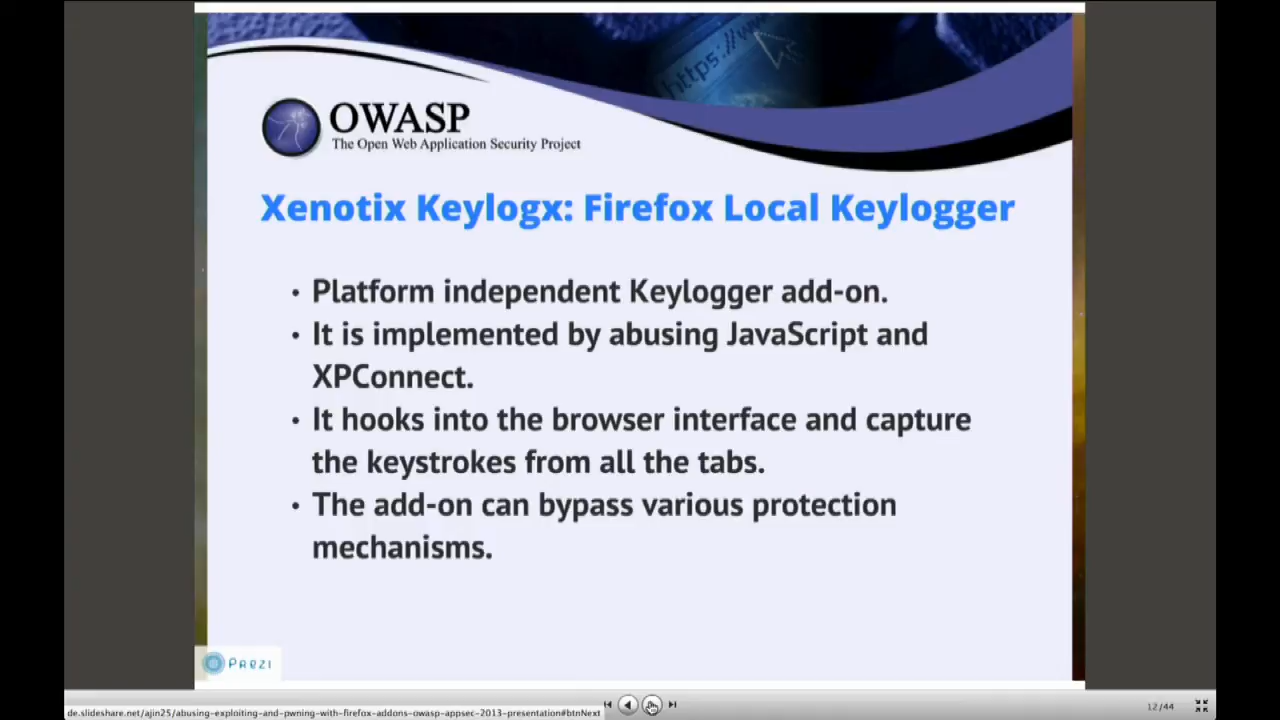 https://w
OWASP
The Open Web Application Security Project
Xenotix Keylogx: Firefox Local Keylogger
• Platform independent Keylogger add-on.
• It is implemented by abusing JavaScript and
XPConnect.
• It hooks into the browser interface and capture
the keystrokes from all the tabs.
• The add-on can bypass various protection
mechanisms.
Prezi
de.slideshare.net/ajin25/abusing-exploiting-and-pwning-with-firefox-addons-owasp-appsec-2013-presentation#btnNext
12/44